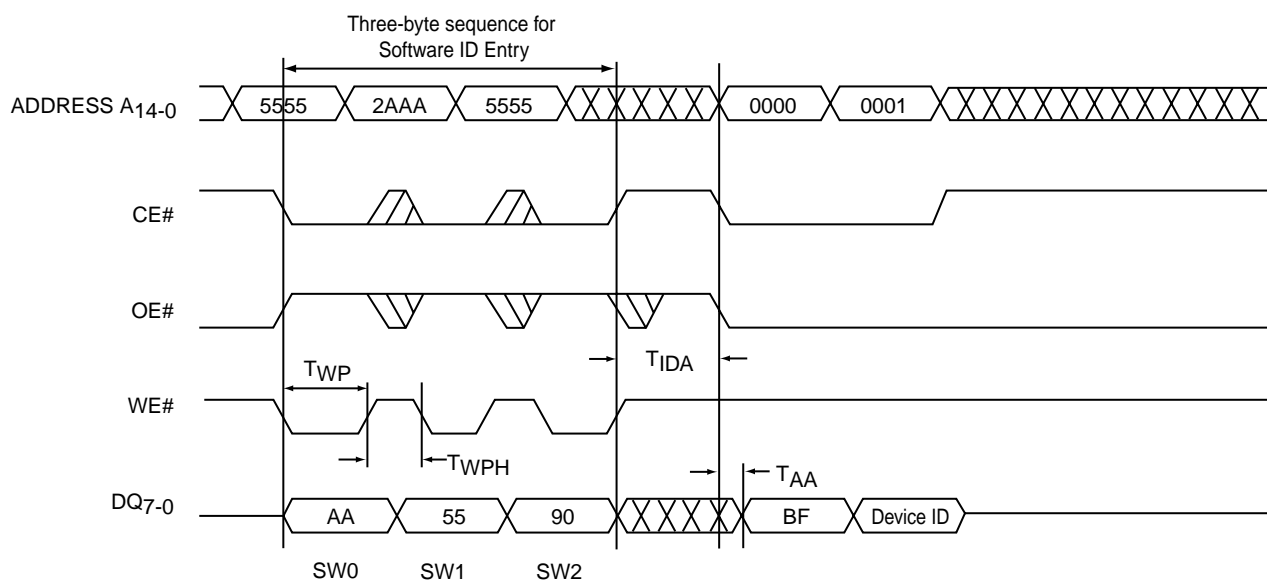 Three-byte sequence for
Software ID Entry
ADDRESS A14-0 5555 2AAA 5555 0000 0001
CE#
OE#
TIDA
TWP
WE#
TWPH
TAA
DQ7-0 AA 55 90 BF Device ID
SW0 SW1 SW2